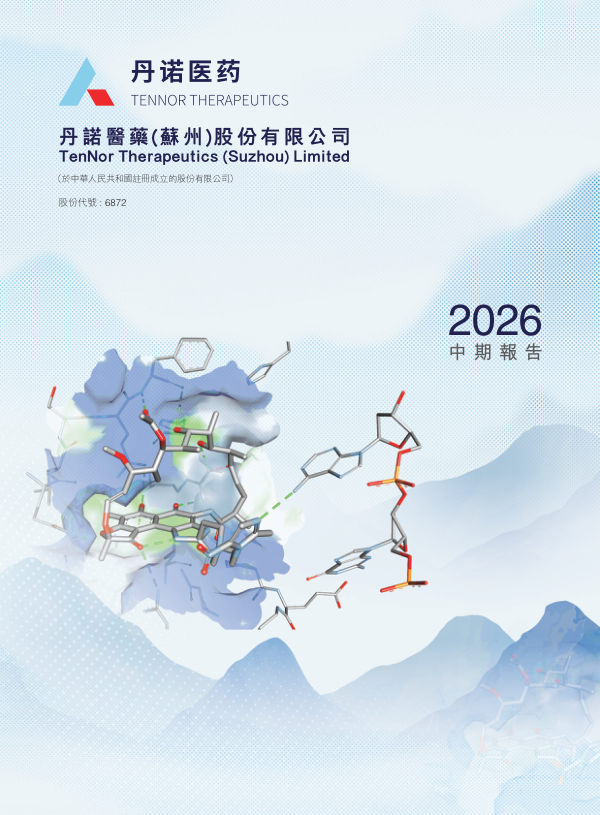 丹诺医药
TENNOR THERAPEUTICS
丹諾醫藥(蘇州)股份有限公司
TenNor Therapeutics (Suzhou) Limited
(於中華人民共和國註冊成立的股份有限公司)
股份代號 : 6872
2026
中期報告